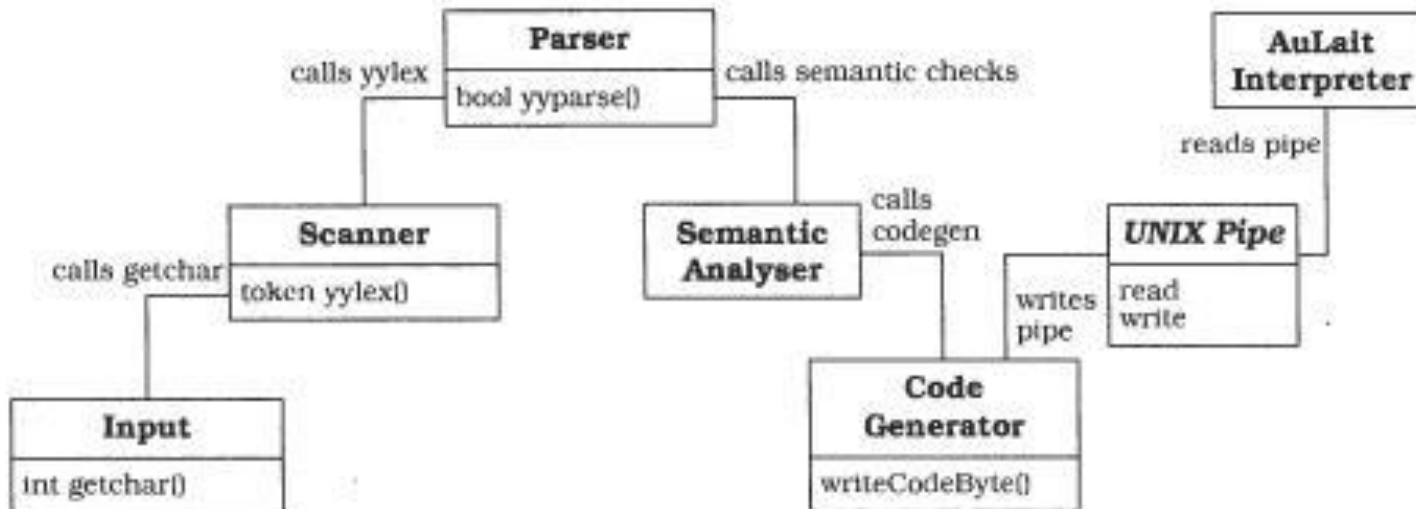 Parser
bool yyparse()
calls yylex
calls semantic checks
AuLait
Interpreter
reads pipe
Scanner
token yylex()
calls getchar
Semantic
Analyser
calls
codegen
UNIX Pipe
read
write
writes
pipe
Input
int getchar()
Code
Generator
writeCodeByte()